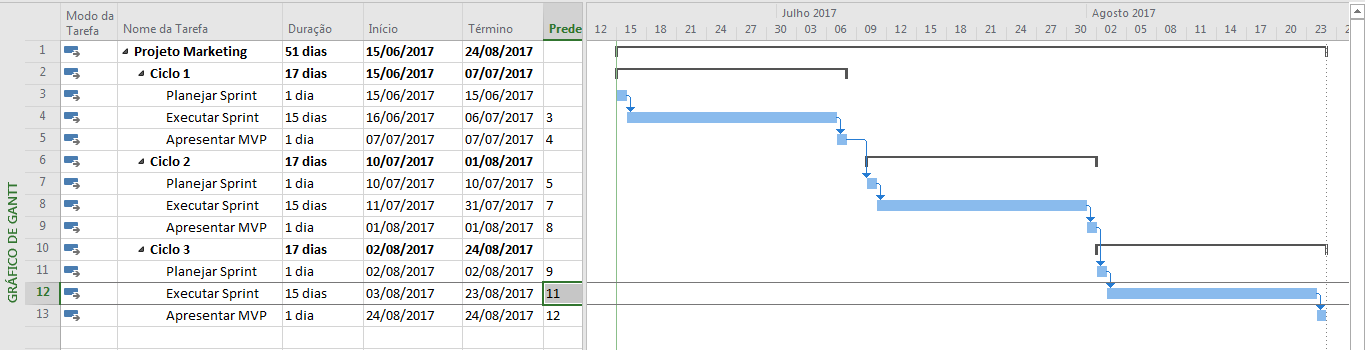 Modo da Tarefa Nome da Tarefa Duração Início Término Prede
Julho 2017 Agosto 2017
12 15 18 21 24 27 30 03 06 09 12 15 18 21 24 27 30 02 05 08 11 14 17 20 23 2
1 Projeto Marketing 51 dias 15/06/2017 24/08/2017
2 Ciclo 1 17 dias 15/06/2017 07/07/2017
3 Planejar Sprint 1 dia 15/06/2017 15/06/2017
4 Executar Sprint 15 dias 16/06/2017 06/07/2017 3
5 Apresentar MVP 1 dia 07/07/2017 07/07/2017 4
6 Ciclo 2 17 dias 10/07/2017 01/08/2017
7 Planejar Sprint 1 dia 10/07/2017 10/07/2017 5
8 Executar Sprint 15 dias 11/07/2017 31/07/2017 7
9 Apresentar MVP 1 dia 01/08/2017 01/08/2017 8
10 Ciclo 3 17 dias 02/08/2017 24/08/2017
11 Planejar Sprint 1 dia 02/08/2017 02/08/2017 9
12 Executar Sprint 15 dias 03/08/2017 23/08/2017 11
13 Apresentar MVP 1 dia 24/08/2017 24/08/2017 12
GRÁFICO DE GANTT